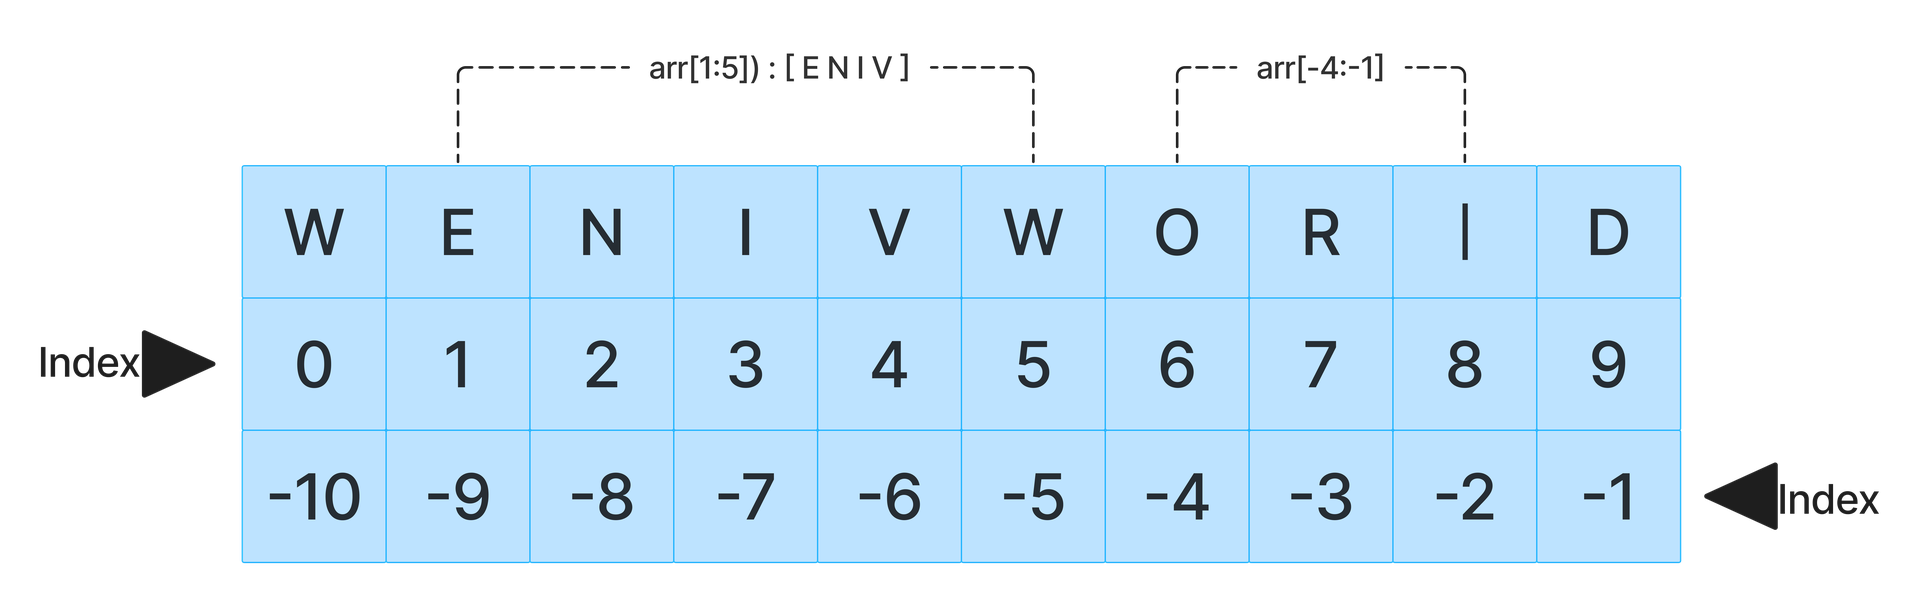 arr[1:5]) : [ E N I V ] arr[-4:-1]
W E N I V W O R | D
Index 0 1 2 3 4 5 6 7 8 9
-10 -9 -8 -7 -6 -5 -4 -3 -2 -1 Index